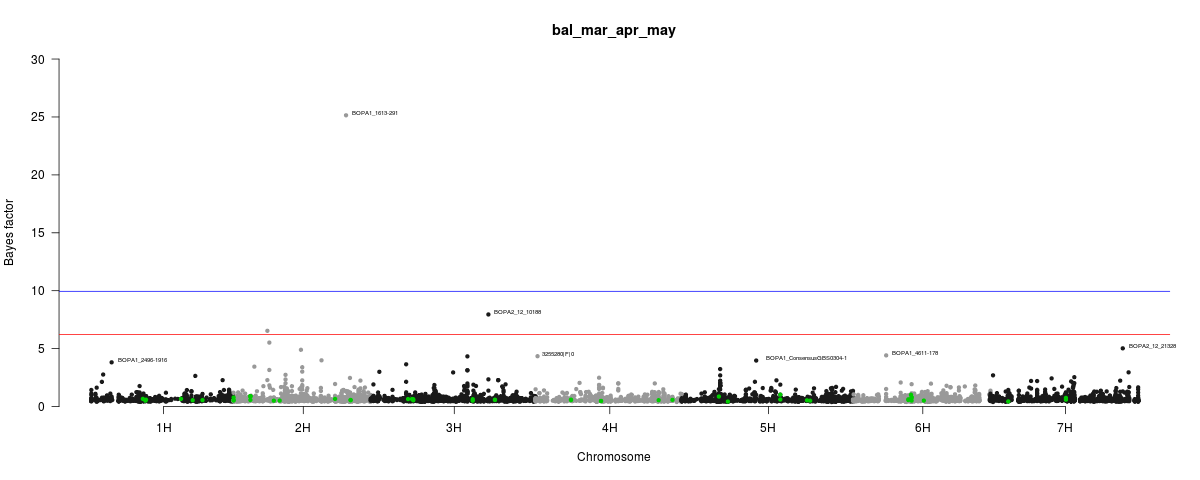 bal_mar_apr_may
30
25
20
15
10
5
0
Bayes factor
BOPA1_1613-291
BOPA2_12_10188
BOPA1_2496-1916
3255280|F|0
BOPA1_ConsensusGBS0304-1
BOPA1_4611-178
BOPA2_12_21328
1H 2H 3H 4H 5H 6H 7H
Chromosome